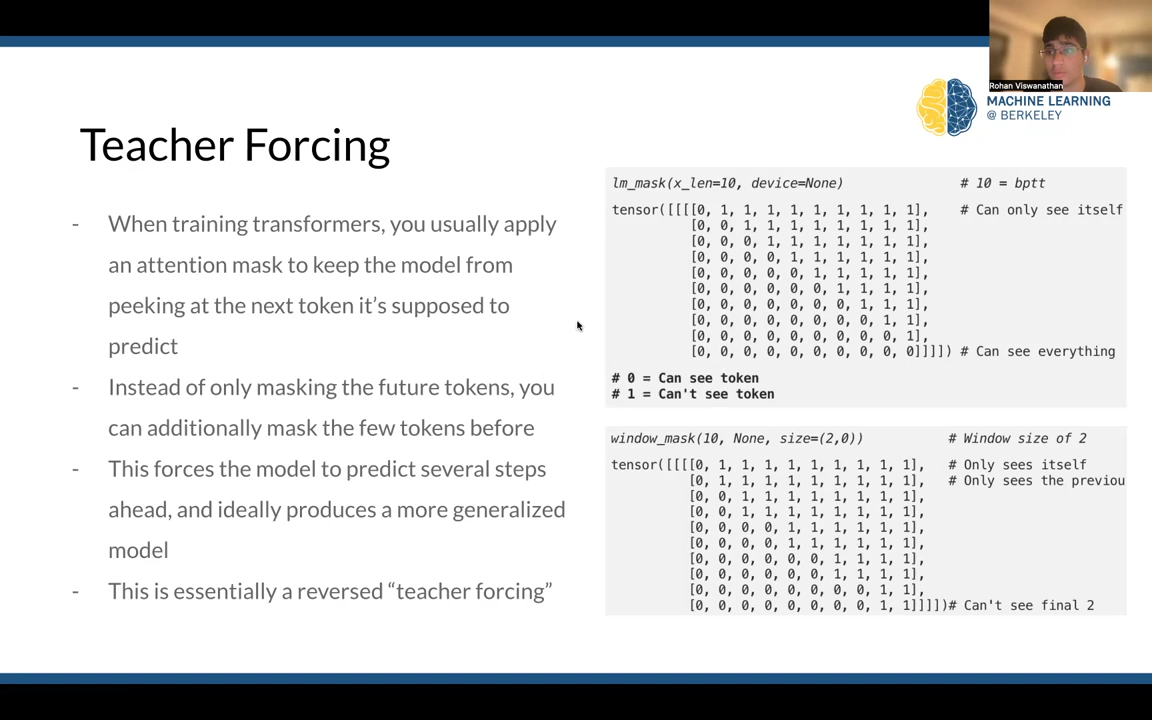 Rohan Viswanathan
MACHINE LEARNING
@ BERKELEY
Teacher Forcing
- When training transformers, you usually apply
an attention mask to keep the model from
peeking at the next token it’s supposed to
predict
- Instead of only masking the future tokens, you
can additionally mask the few tokens before
- This forces the model to predict several steps
ahead, and ideally produces a more generalized
model
- This is essentially a reversed “teacher forcing”
lm_mask(x_len=10, device=None) # 10 = bptt
tensor([[[[0, 1, 1, 1, 1, 1, 1, 1, 1, 1], # Can only see itself
[0, 0, 1, 1, 1, 1, 1, 1, 1, 1],
[0, 0, 0, 1, 1, 1, 1, 1, 1, 1],
[0, 0, 0, 0, 1, 1, 1, 1, 1, 1],
[0, 0, 0, 0, 0, 1, 1, 1, 1, 1],
[0, 0, 0, 0, 0, 0, 1, 1, 1, 1],
[0, 0, 0, 0, 0, 0, 0, 1, 1, 1],
[0, 0, 0, 0, 0, 0, 0, 0, 1, 1],
[0, 0, 0, 0, 0, 0, 0, 0, 0, 1],
[0, 0, 0, 0, 0, 0, 0, 0, 0, 0]]]]) # Can see everything
# 0 = Can see token
# 1 = Can't see token
window_mask(10, None, size=(2,0)) # Window size of 2
tensor([[[[0, 1, 1, 1, 1, 1, 1, 1, 1, 1], # Only sees itself
[0, 1, 1, 1, 1, 1, 1, 1, 1, 1], # Only sees the previou
[0, 0, 1, 1, 1, 1, 1, 1, 1, 1],
[0, 0, 1, 1, 1, 1, 1, 1, 1, 1],
[0, 0, 0, 0, 1, 1, 1, 1, 1, 1],
[0, 0, 0, 0, 1, 1, 1, 1, 1, 1],
[0, 0, 0, 0, 0, 0, 1, 1, 1, 1],
[0, 0, 0, 0, 0, 0, 1, 1, 1, 1],
[0, 0, 0, 0, 0, 0, 0, 0, 1, 1],
[0, 0, 0, 0, 0, 0, 0, 0, 1, 1]]]])# Can't see final 2